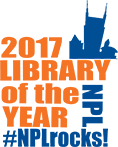 2017
LIBRARY
of the
YEAR
NPL
#NPLrocks!